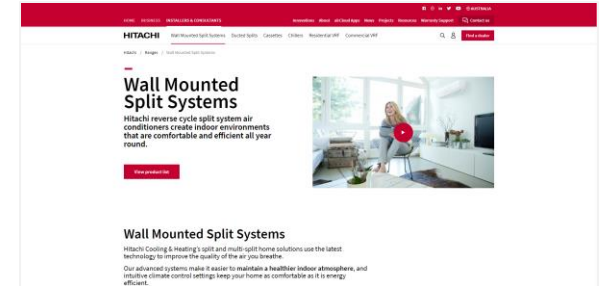 AUSTRALIA
HOME BUSINESS INSTALLERS & CONSULTANTS Innovations About airCloud Apps News Projects Resources Warranty Support Contact us
HITACHI Wall Mounted Split Systems Ducted Splits Cassettes Chillers Residential VRF Commercial VRF Find a dealer
Hitachi / Ranges / Wall Mounted Split Systems
Wall Mounted
Split Systems
Hitachi reverse cycle split system air
conditioners create indoor environments
that are comfortable and efficient all year
round.
View product list
Wall Mounted Split Systems
Hitachi Cooling & Heating's split and multi-split home solutions use the latest
technology to improve the quality of the air you breathe.
Our advanced systems make it easier to maintain a healthier indoor atmosphere, and
intuitive climate control settings keep your home as comfortable as it is energy
efficient.